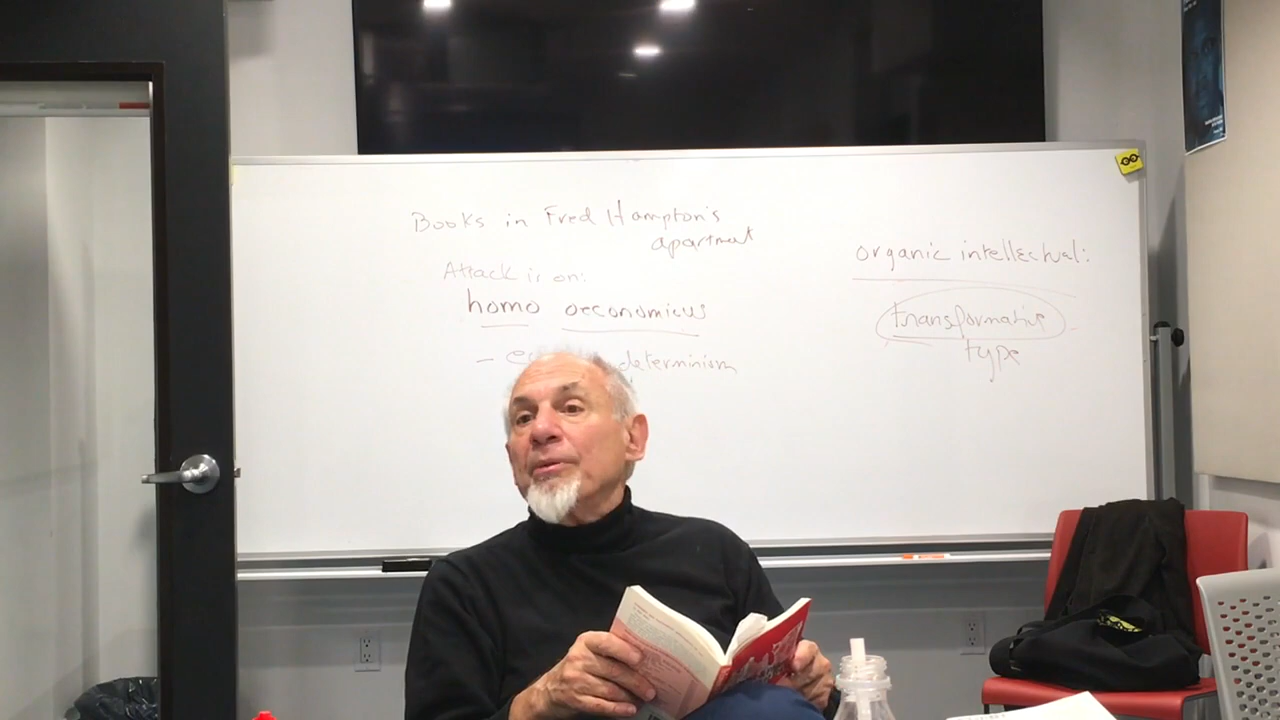 Books in Fred Hampton's
apartment
Attack is on:
homo oeconomicus
- determinism
organic intellectual:
transformative
type